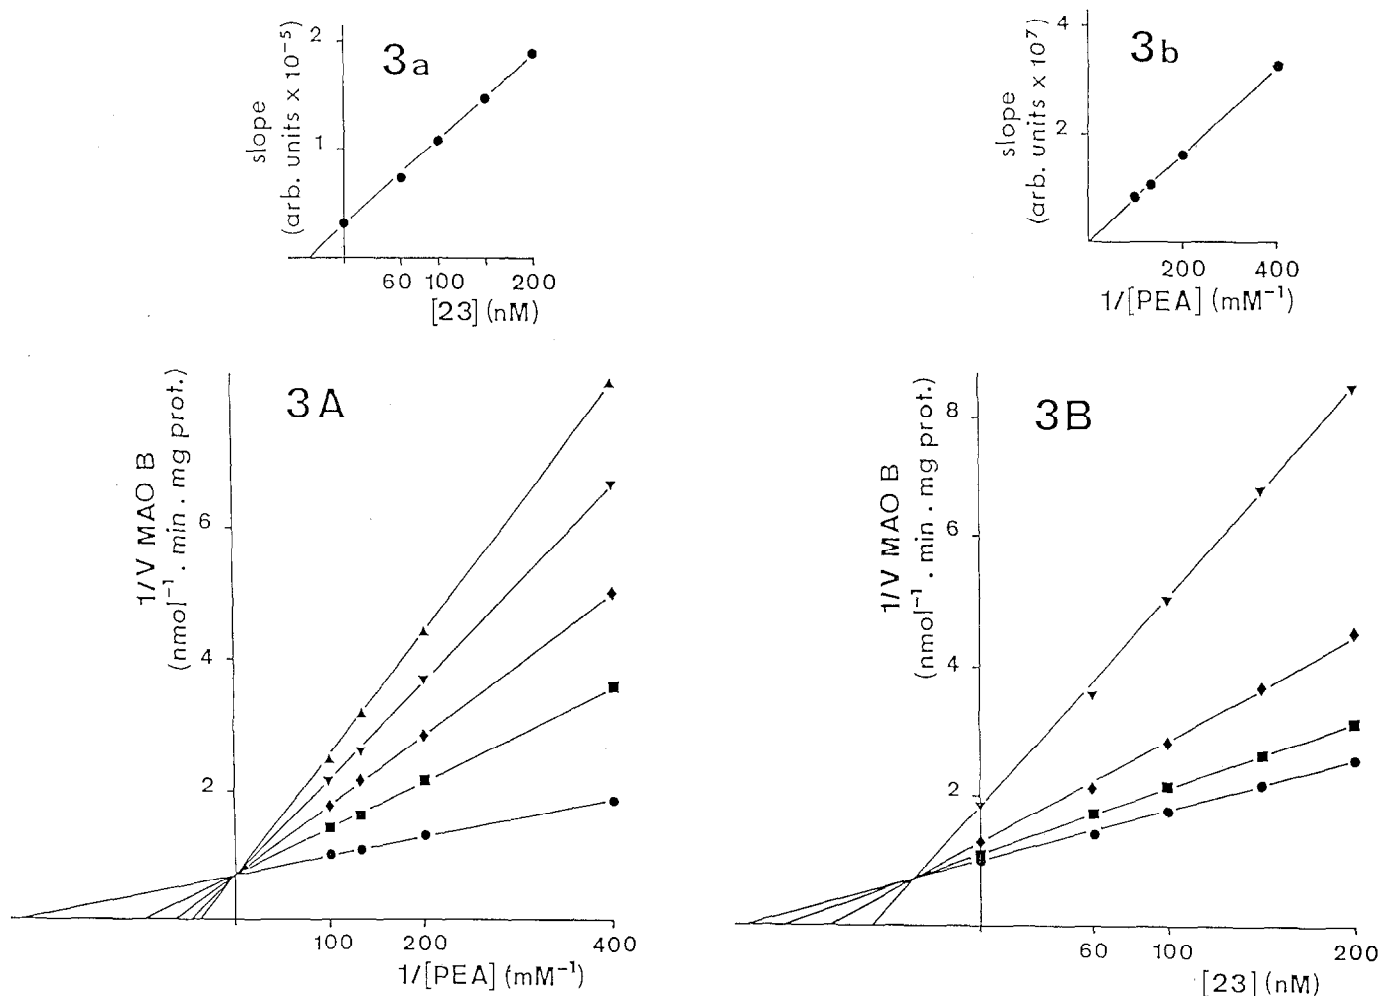 3a
slope
(arb. units x 10⁻⁵)
2
1
60 100 200
[23] (nM)
3b
slope
(arb. units x 10⁷)
4
2
200 400
1/[PEA] (mM⁻¹)
3A
1/V MAO B
(nmol⁻¹ . min . mg prot.)
6
4
2
100 200 400
1/[PEA] (mM⁻¹)
3B
1/V MAO B
(nmol⁻¹ . min . mg prot.)
8
6
4
2
60 100 200
[23] (nM)